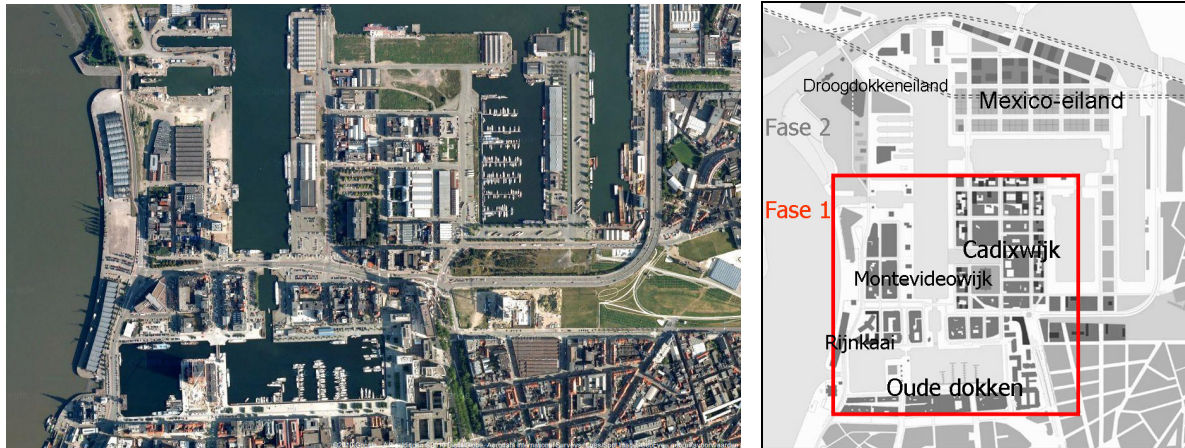 Droogdokkeneiland
Mexico-eiland
Fase 2
Fase 1
Cadixwijk
Montevideowijk
Rijnkaai
Oude dokken